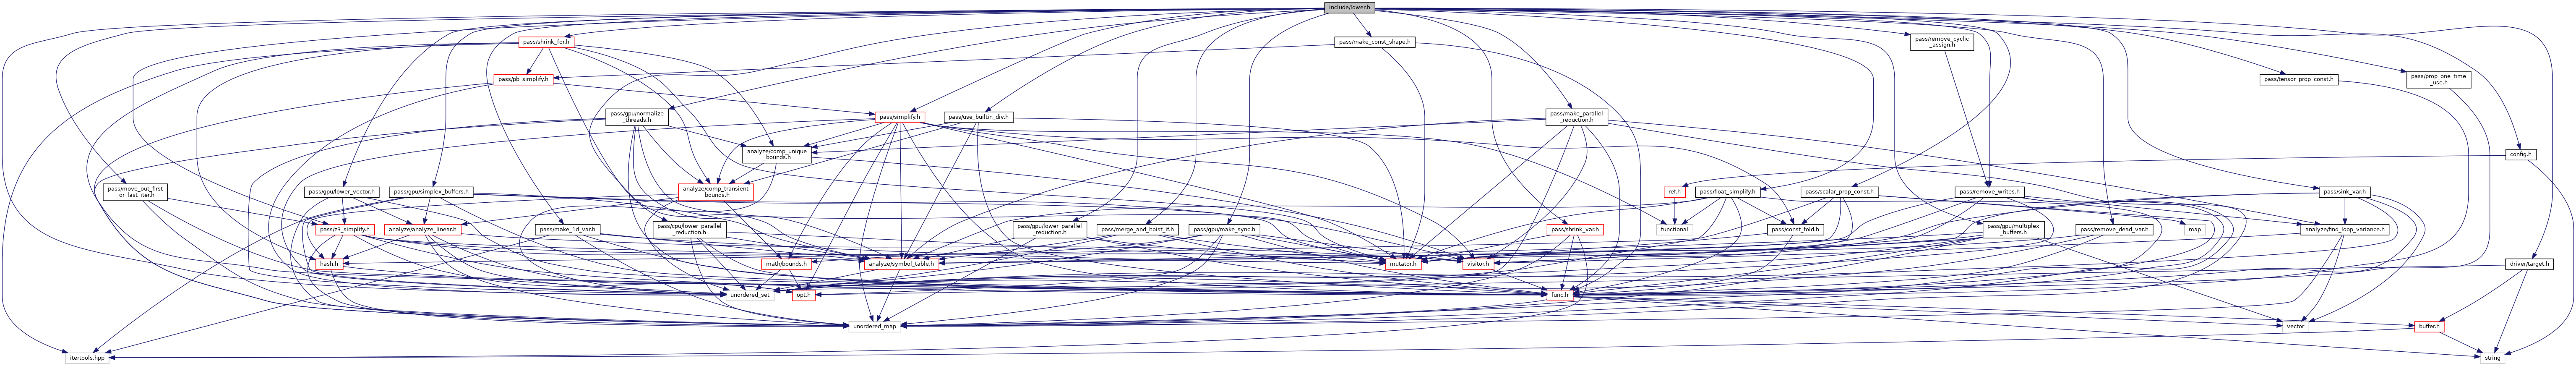 include/lower.h
pass/shrink_for.h
pass/make_const_shape.h
pass/remove_cyclic
_assign.h
pass/pb_simplify.h
pass/tensor_prop_const.h
pass/prop_one_time
_use.h
pass/gpu/normalize
_threads.h
pass/simplify.h
pass/use_builtin_div.h
pass/make_parallel
_reduction.h
analyze/comp_unique
_bounds.h
config.h
pass/move_out_first
_or_last_iter.h
pass/gpu/lower_vector.h
pass/gpu/simplex_buffers.h
analyze/comp_transient
_bounds.h
ref.h
pass/float_simplify.h
pass/scalar_prop_const.h
pass/remove_writes.h
pass/sink_var.h
pass/z3_simplify.h
analyze/analyze_linear.h
pass/make_1d_var.h
pass/cpu/lower_parallel
_reduction.h
pass/gpu/lower_parallel
_reduction.h
pass/merge_and_hoist_if.h
pass/gpu/make_sync.h
pass/shrink_var.h
functional
pass/const_fold.h
pass/gpu/multiplex
_buffers.h
pass/remove_dead_var.h
map
analyze/find_loop_variance.h
hash.h
math/bounds.h
analyze/symbol_table.h
mutator.h
visitor.h
driver/target.h
unordered_set
opt.h
func.h
unordered_map
vector
buffer.h
itertools.hpp
string